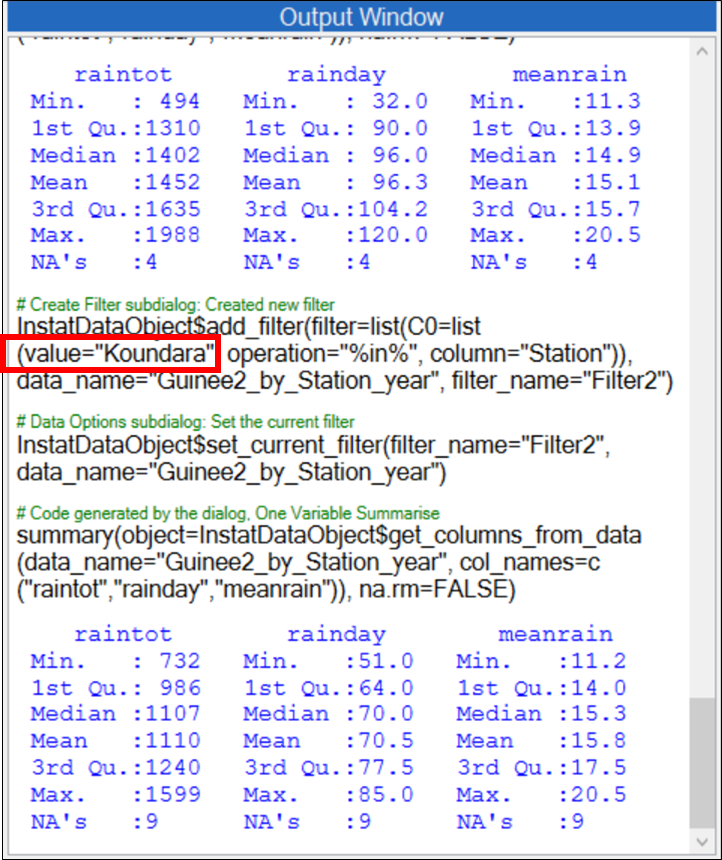 Output Window
("raintot","rainday","meanrain")), na.rm=FALSE)
raintot rainday meanrain
Min. : 494 Min. : 32.0 Min. :11.3
1st Qu.:1310 1st Qu.: 90.0 1st Qu.:13.9
Median :1402 Median : 96.0 Median :14.9
Mean :1452 Mean : 96.3 Mean :15.1
3rd Qu.:1635 3rd Qu.:104.2 3rd Qu.:15.7
Max. :1988 Max. :120.0 Max. :20.5
NA's :4 NA's :4 NA's :4
# Create Filter subdialog: Created new filter
InstatDataObject$add_filter(filter=list(C0=list
(value="Koundara", operation="%in%", column="Station")),
data_name="Guinee2_by_Station_year", filter_name="Filter2")
# Data Options subdialog: Set the current filter
InstatDataObject$set_current_filter(filter_name="Filter2",
data_name="Guinee2_by_Station_year")
# Code generated by the dialog, One Variable Summarise
summary(object=InstatDataObject$get_columns_from_data
(data_name="Guinee2_by_Station_year", col_names=c
("raintot","rainday","meanrain")), na.rm=FALSE)
raintot rainday meanrain
Min. : 732 Min. :51.0 Min. :11.2
1st Qu.: 986 1st Qu.:64.0 1st Qu.:14.0
Median :1107 Median :70.0 Median :15.3
Mean :1110 Mean :70.5 Mean :15.8
3rd Qu.:1240 3rd Qu.:77.5 3rd Qu.:17.5
Max. :1599 Max. :85.0 Max. :20.5
NA's :9 NA's :9 NA's :9